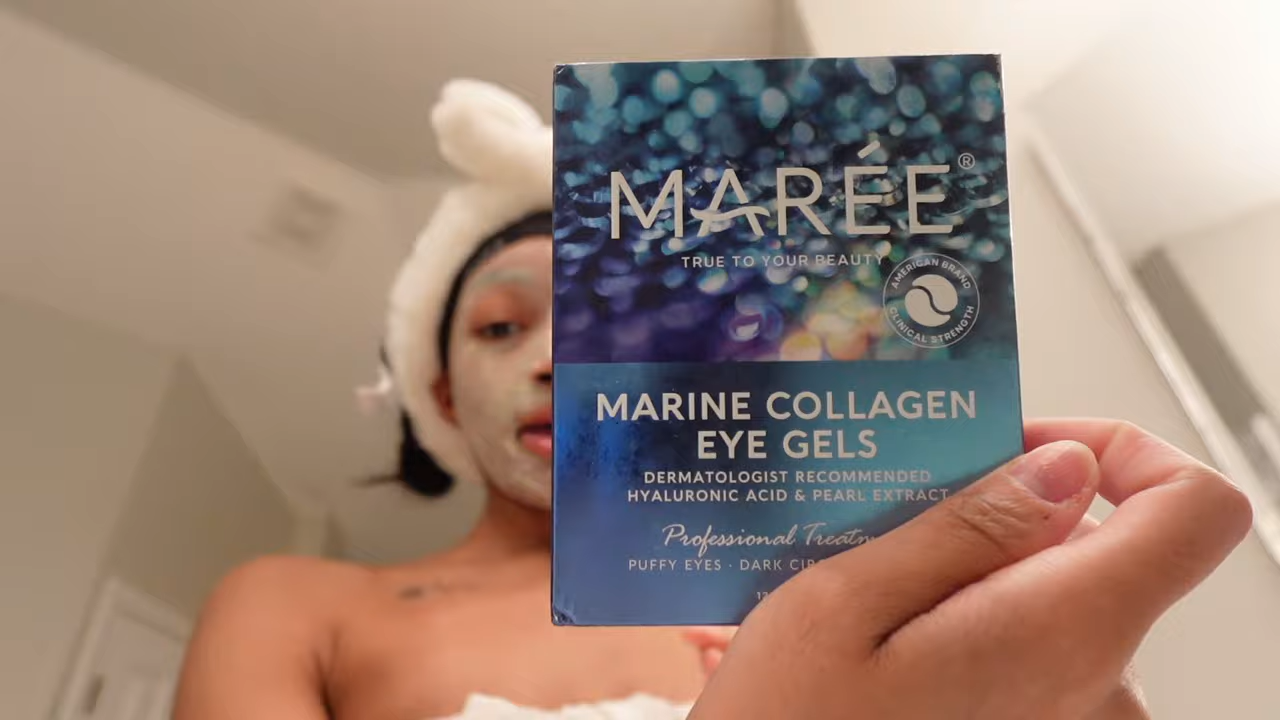 MARÉE®
TRUE TO YOUR BEAUTY
AMERICAN BRAND
CLINICAL STRENGTH
MARINE COLLAGEN
EYE GELS
DERMATOLOGIST RECOMMENDED
HYALURONIC ACID & PEARL EXTRACT
Professional
PUFFY EYES · DARK